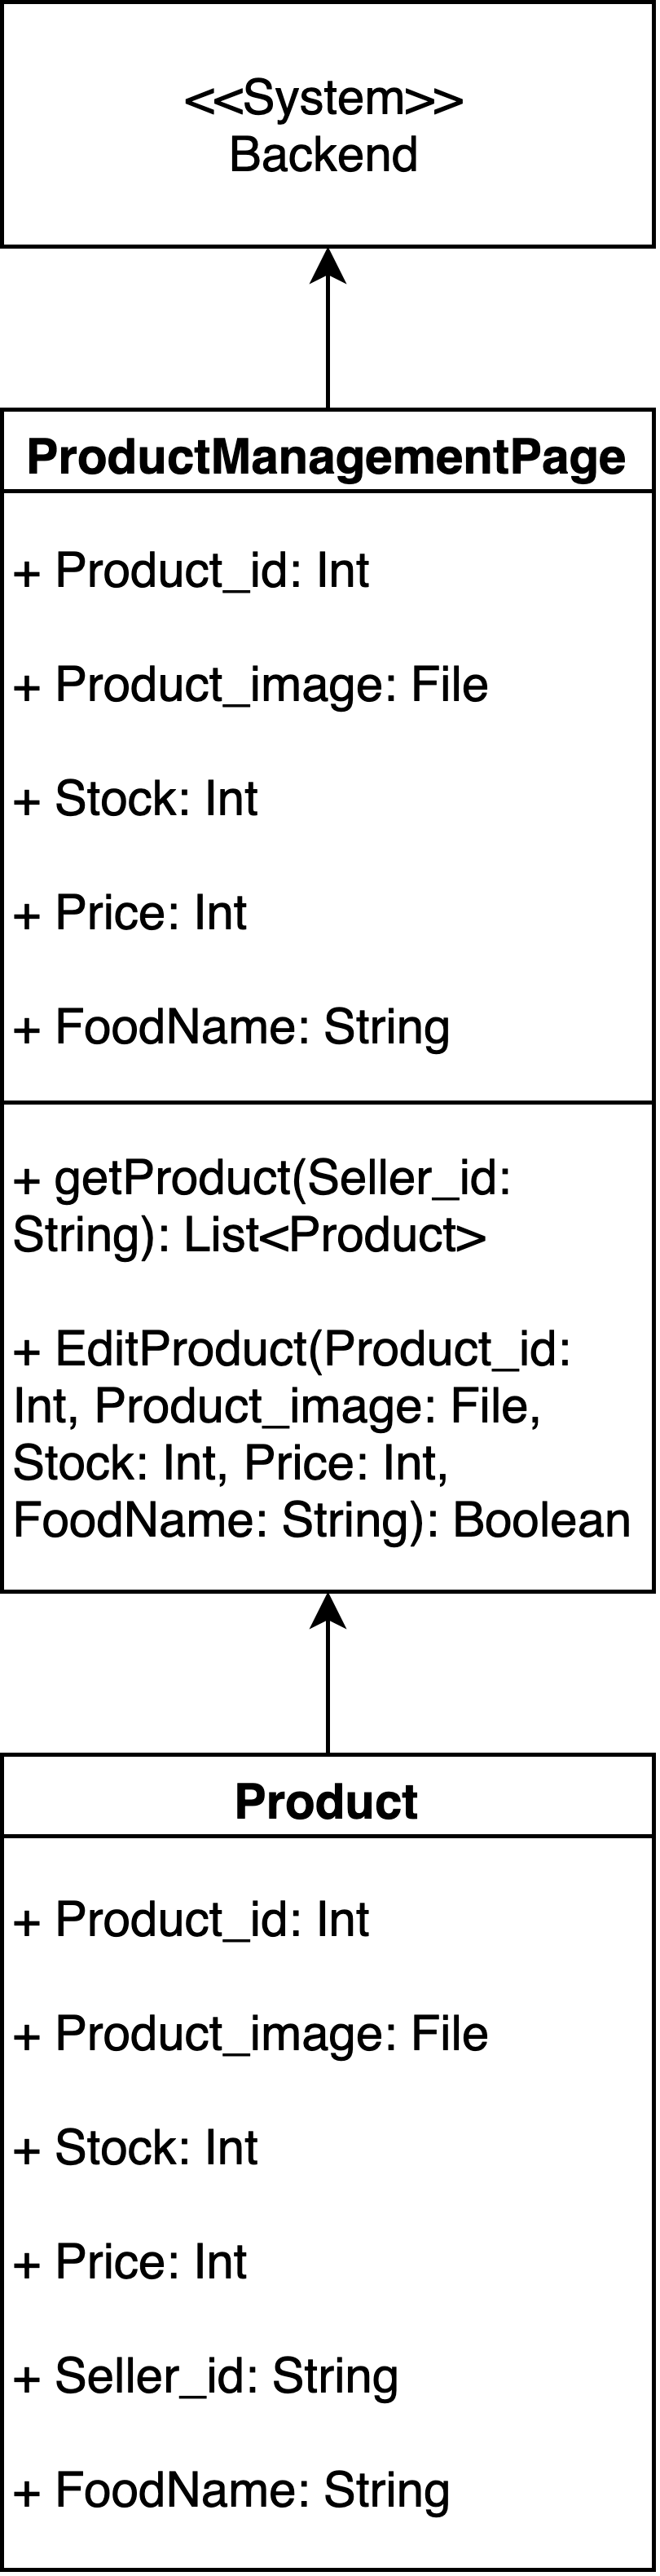 <<System>>
Backend
ProductManagementPage
+ Product_id: Int
+ Product_image: File
+ Stock: Int
+ Price: Int
+ FoodName: String
+ getProduct(Seller_id:
String): List<Product>
+ EditProduct(Product_id:
Int, Product_image: File,
Stock: Int, Price: Int,
FoodName: String): Boolean
Product
+ Product_id: Int
+ Product_image: File
+ Stock: Int
+ Price: Int
+ Seller_id: String
+ FoodName: String